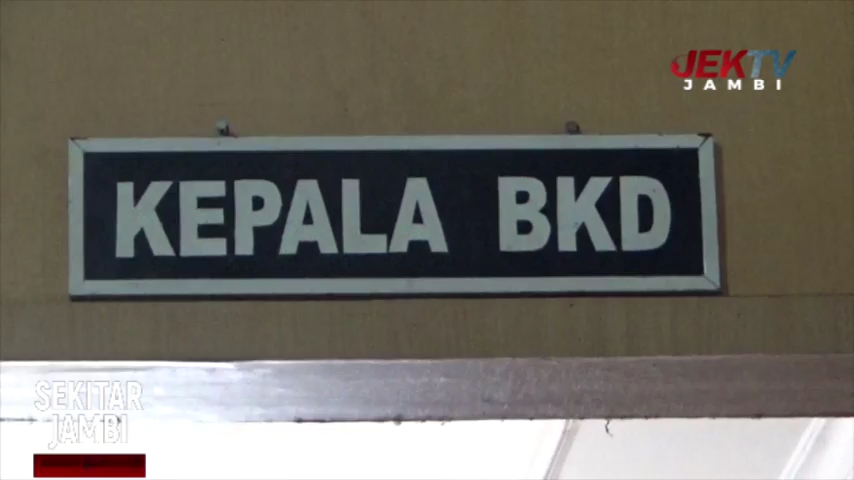 JEKTV
JAMBI
KEPALA BKD
SEKITAR
JAMBI